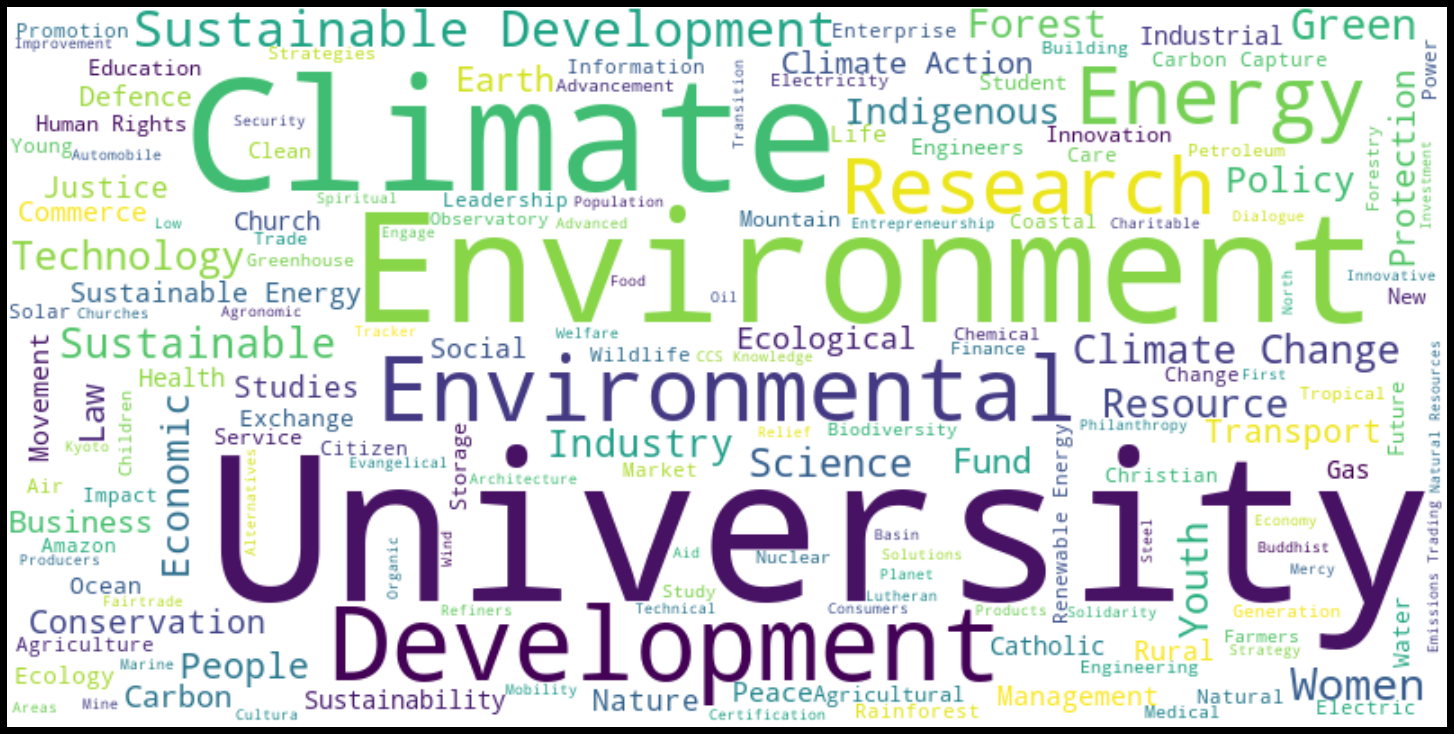 Promotion
Improvement
Sustainable Development
Enterprise
Forest
Industrial
Green
Strategies
Building
Education
Earth
Information
Climate Action
Carbon Capture
Power
Defence
Climate
Advancement
Transition
Electricity
Student
Energy
Protection
Human Rights
Security
Indigenous
Innovation
Young
Automobile
Clean
Life
Engineers
Care
Petroleum
Forestry
Investment
Justice
Spiritual
Leadership
Population
Research
Policy
Commerce
Low
Church
Observatory
Advanced
Mountain
Entrepreneurship
Coastal
Charitable
Dialogue
Trade
Engage
Environment
Technology
Greenhouse
Food
North
Innovative
Sustainable Energy
Oil
New
Solar
Churches
Agronomic
Tracker
Welfare
Ecological
Chemical
Sustainable
Social
Wildlife
CCS Knowledge
Finance
Climate Change
Movement
Health
Studies
Environmental
Change
First
Tropical
Natural Resources
Law
Children
Economic
Exchange
Resource
Future
Kyoto
Service
Citizen
Storage
Industry
Relief
Biodiversity
Philanthropy
Transport
Air
Impact
Alternatives
Evangelical
Architecture
Market
Science
Fund
Renewable Energy
Christian
Gas
Business
University
Amazon
Producers
Organic
Wind
Aid
Nuclear
Basin
Solutions
Steel
Youth
Economy
Buddhist
Emissions Trading
Ocean
Fairtrade
Study
Planet
Lutheran
Mercy
Conservation
Refiners
Technical
Consumers
Products
Solidarity
Generation
Water
Agriculture
Development
Catholic
Rural
Farmers
Strategy
Ecology
Marine
People
Engineering
Areas
Mine
Carbon
Sustainability
Mobility
Nature
Peace
Agricultural
Management
Natural
Women
Cultura
Certification
Rainforest
Medical
Electric